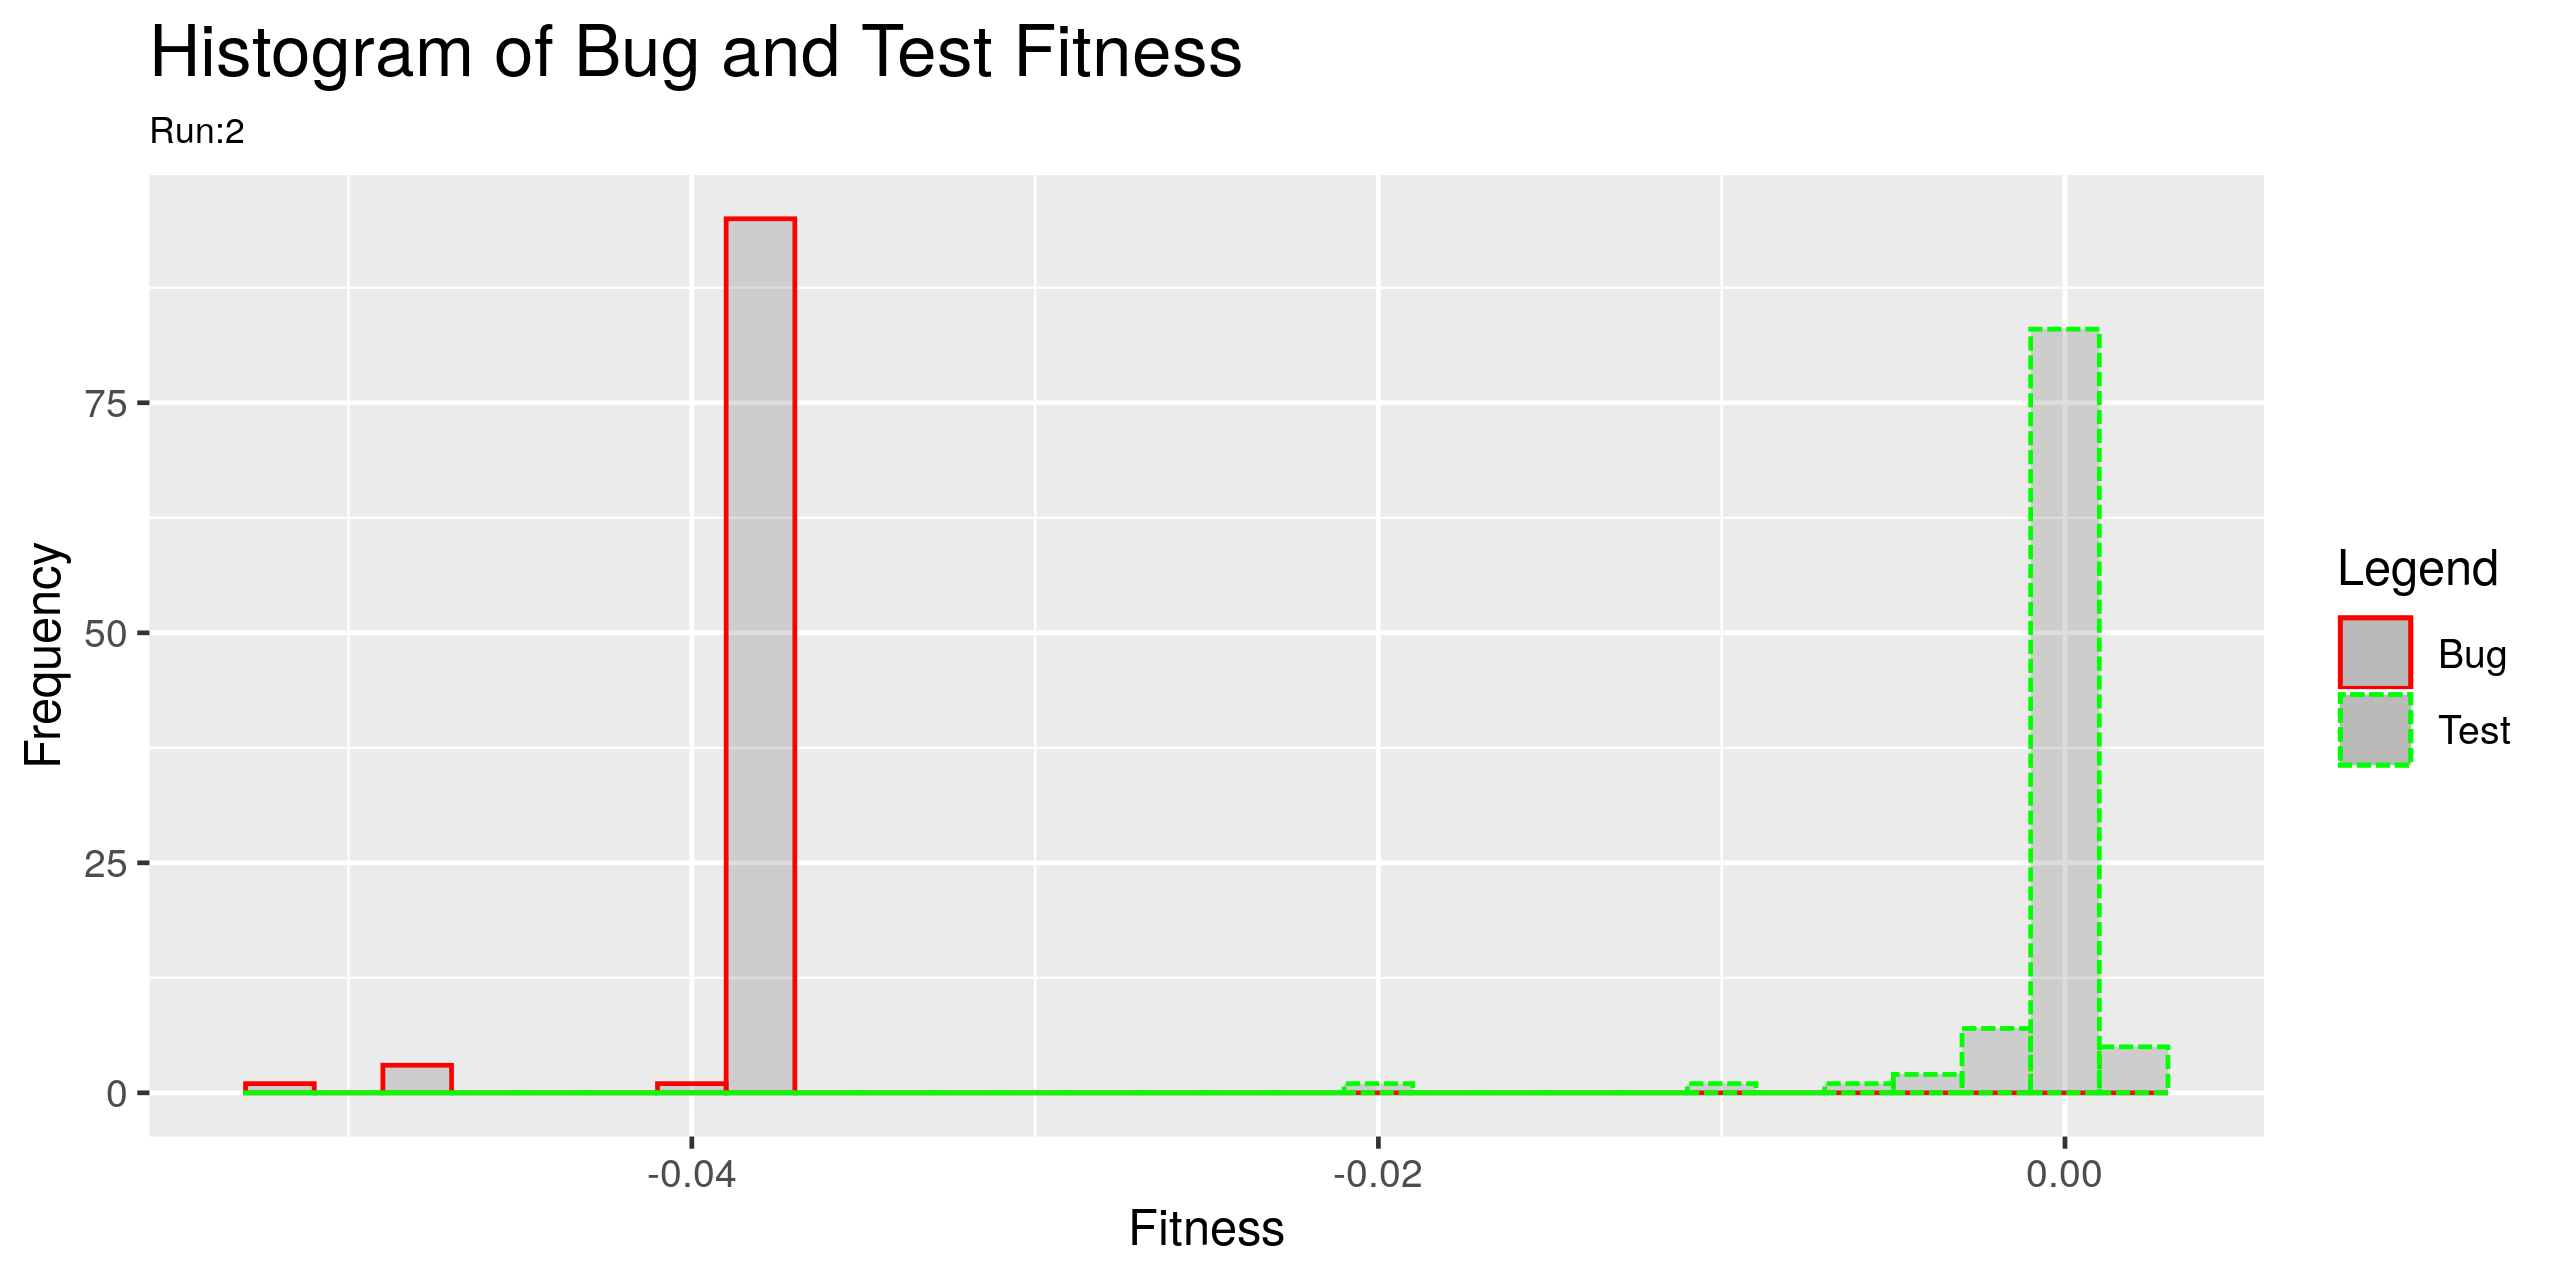 Histogram of Bug and Test Fitness
Run:2
Frequency
75
50
25
0
-0.04
-0.02
0.00
Fitness
Legend
Bug
Test